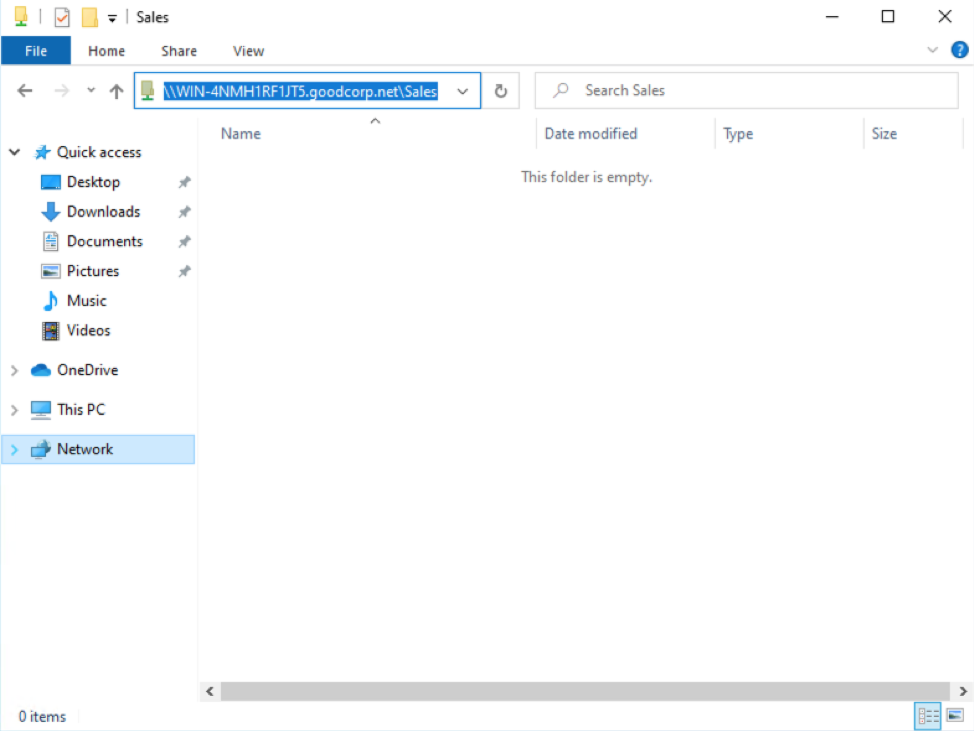 Sales
File Home Share View
\\WIN-4NMH1RF1JT5.goodcorp.net\Sales Search Sales
Name Date modified Type Size
This folder is empty.
Quick access
Desktop
Downloads
Documents
Pictures
Music
Videos
OneDrive
This PC
Network
0 items